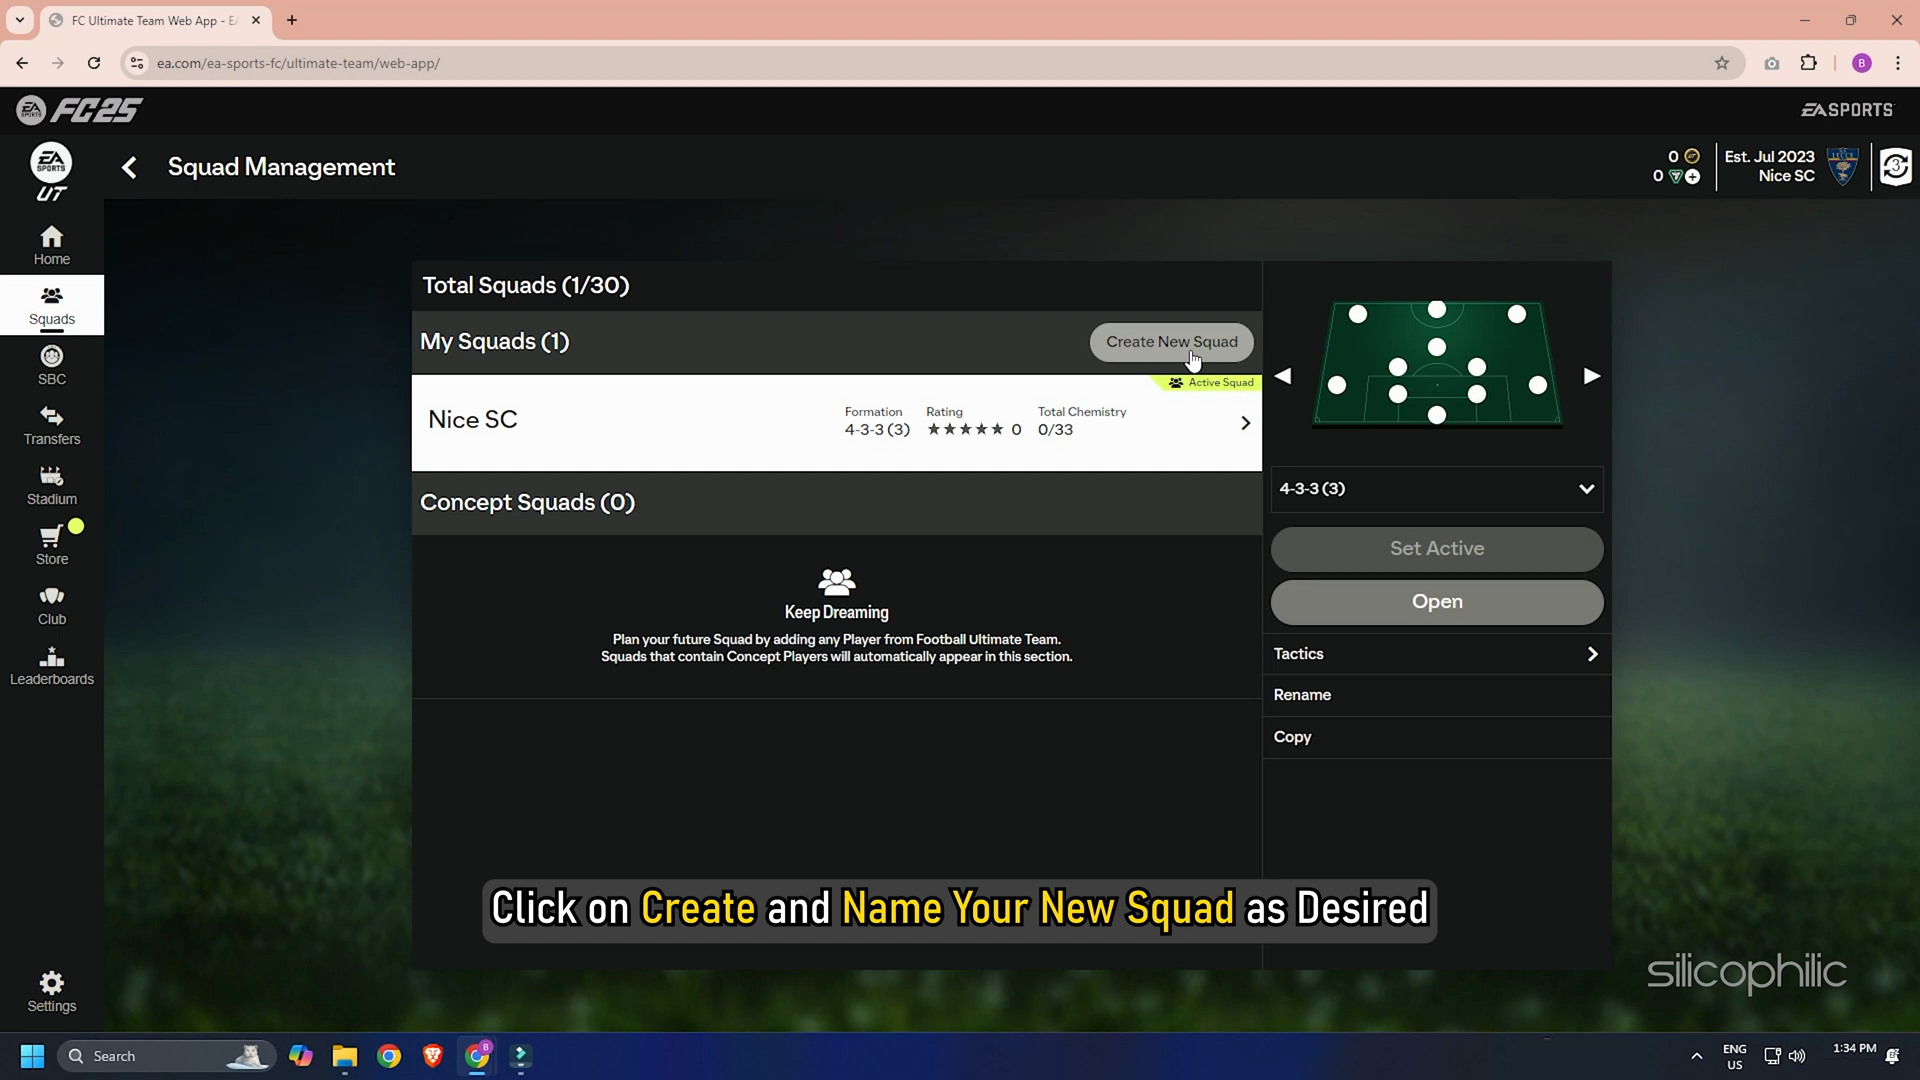 FC Ultimate Team Web App - EA
ea.com/ea-sports-fc/ultimate-team/web-app/
B
EA SPORTS FC25
EA SPORTS
EA SPORTS
UT
Squad Management
0
0
Est. Jul 2023
Nice SC
3
Home
Squads
SBC
Transfers
Stadium
Store
Club
Leaderboards
Settings
Total Squads (1/30)
My Squads (1)
Create New Squad
Active Squad
Nice SC
Formation
4-3-3 (3)
Rating
★★★★★ 0
Total Chemistry
0/33
Concept Squads (0)
Keep Dreaming
Plan your future Squad by adding any Player from Football Ultimate Team.
Squads that contain Concept Players will automatically appear in this section.
4-3-3 (3)
Set Active
Open
Tactics
Rename
Copy
Click on Create and Name Your New Squad as Desired
silicophilic
Search
B
ENG
US
1:34 PM